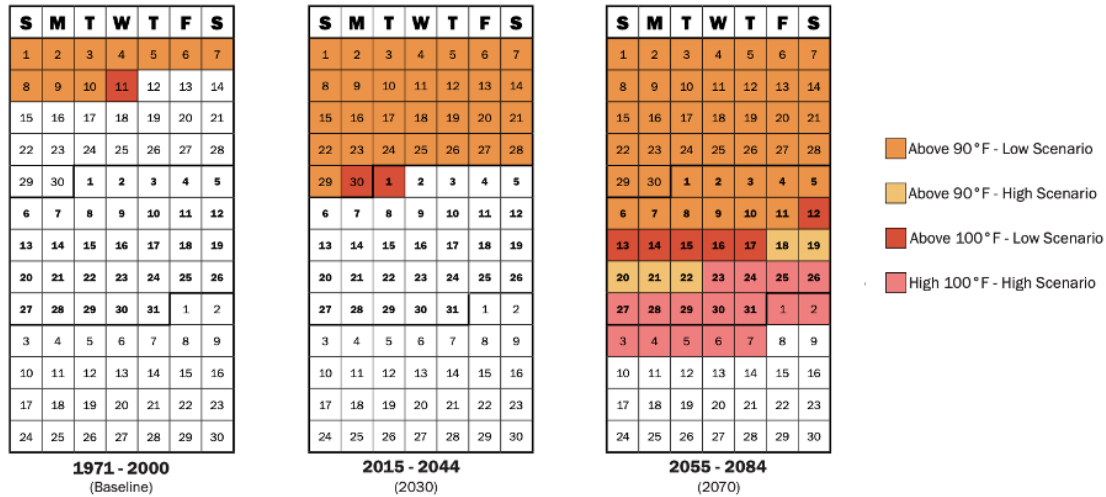 S M T W T F S
1 2 3 4 5 6 7
8 9 10 11 12 13 14
15 16 17 18 19 20 21
22 23 24 25 26 27 28
29 30 1 2 3 4 5
6 7 8 9 10 11 12
13 14 15 16 17 18 19
20 21 22 23 24 25 26
27 28 29 30 31 1 2
3 4 5 6 7 8 9
10 11 12 13 14 15 16
17 18 19 20 21 22 23
24 25 26 27 28 29 30
1971 - 2000
(Baseline)
S M T W T F S
1 2 3 4 5 6 7
8 9 10 11 12 13 14
15 16 17 18 19 20 21
22 23 24 25 26 27 28
29 30 1 2 3 4 5
6 7 8 9 10 11 12
13 14 15 16 17 18 19
20 21 22 23 24 25 26
27 28 29 30 31 1 2
3 4 5 6 7 8 9
10 11 12 13 14 15 16
17 18 19 20 21 22 23
24 25 26 27 28 29 30
2015 - 2044
(2030)
S M T W T F S
1 2 3 4 5 6 7
8 9 10 11 12 13 14
15 16 17 18 19 20 21
22 23 24 25 26 27 28
29 30 1 2 3 4 5
6 7 8 9 10 11 12
13 14 15 16 17 18 19
20 21 22 23 24 25 26
27 28 29 30 31 1 2
3 4 5 6 7 8 9
10 11 12 13 14 15 16
17 18 19 20 21 22 23
24 25 26 27 28 29 30
2055 - 2084
(2070)
Above 90°F - Low Scenario
Above 90°F - High Scenario
Above 100°F - Low Scenario
High 100°F - High Scenario